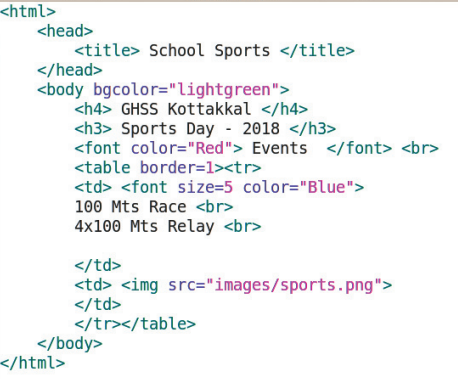 <html>
<head>
<title> School Sports </title>
</head>
<body bgcolor="lightgreen">
<h4> GHSS Kottakkal </h4>
<h3> Sports Day - 2018 </h3>
<font color="Red"> Events  </font> <br>
<table border=1><tr>
<td> <font size=5 color="Blue">
100 Mts Race <br>
4x100 Mts Relay <br>
</td>
<td> <img src="images/sports.png">
</td>
</tr></table>
</body>
</html>